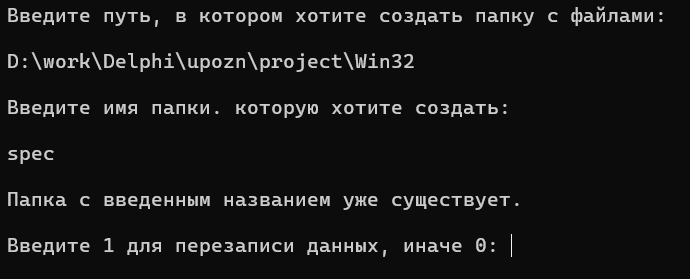 Введите путь, в котором хотите создать папку с файлами:
D:\work\Delphi\upozn\project\Win32
Введите имя папки. которую хотите создать:
spec
Папка с введенным названием уже существует.
Введите 1 для перезаписи данных, иначе 0: